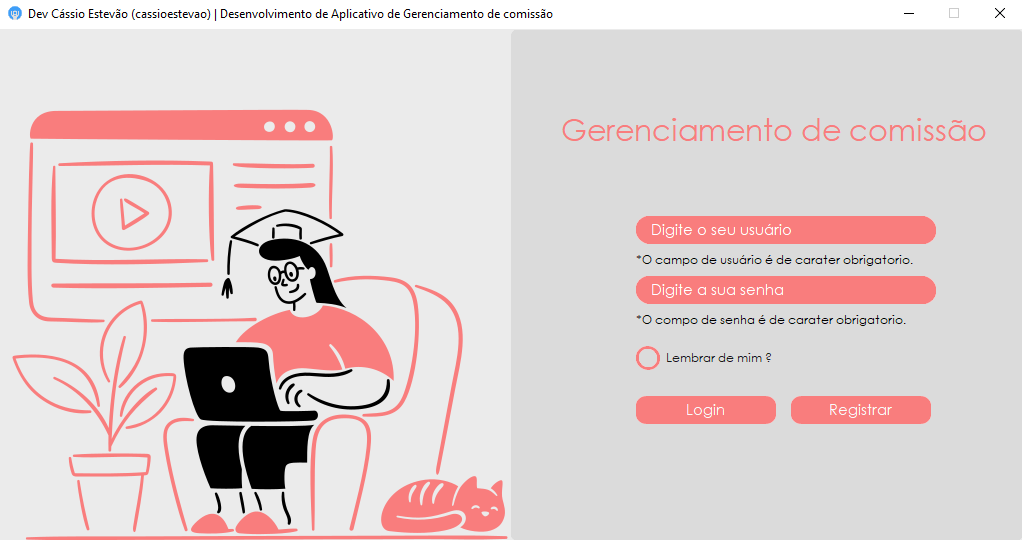 Dev Cássio Estevão (cassioestevao) | Desenvolvimento de Aplicativo de Gerenciamento de comissão
Gerenciamento de comissão
Digite o seu usuário
*O campo de usuário é de carater obrigatorio.
Digite a sua senha
*O compo de senha é de carater obrigatorio.
Lembrar de mim ?
Login
Registrar